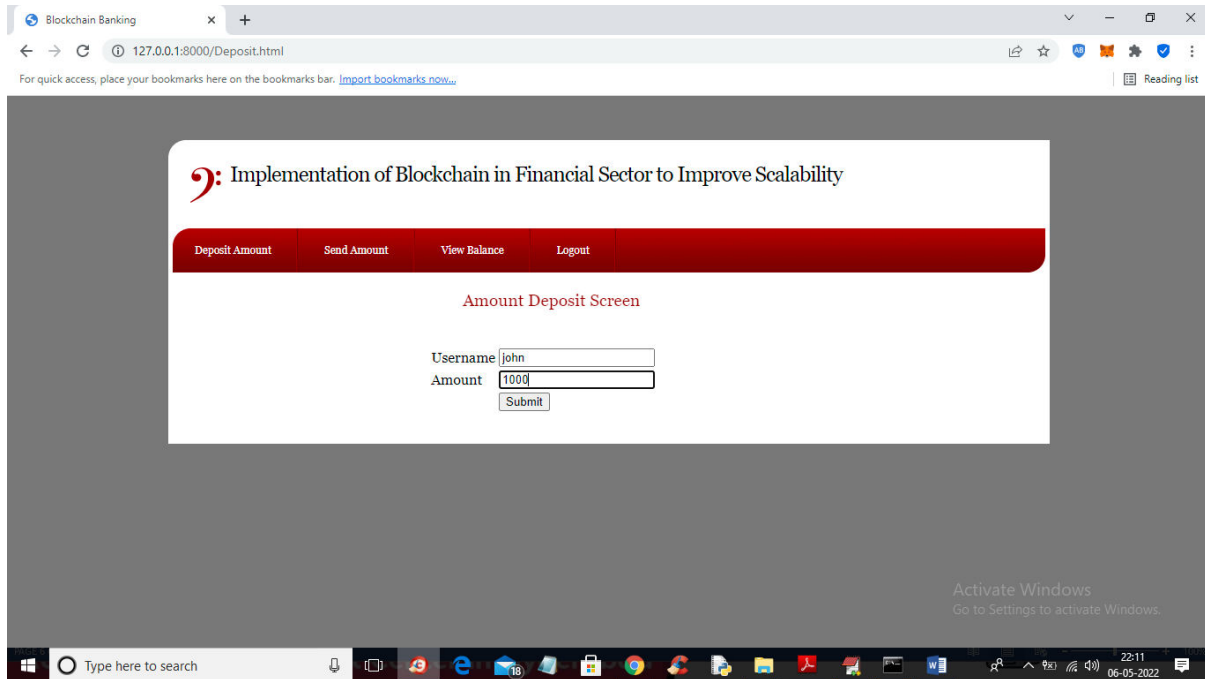 Blockchain Banking
127.0.0.1:8000/Deposit.html
AB
For quick access, place your bookmarks here on the bookmarks bar. Import bookmarks now...
Reading list
Implementation of Blockchain in Financial Sector to Improve Scalability
Deposit Amount Send Amount View Balance Logout
Amount Deposit Screen
Username john
Amount 1000
Submit
Activate Windows
Go to Settings to activate Windows.
Type here to search
18
22:11
06-05-2022